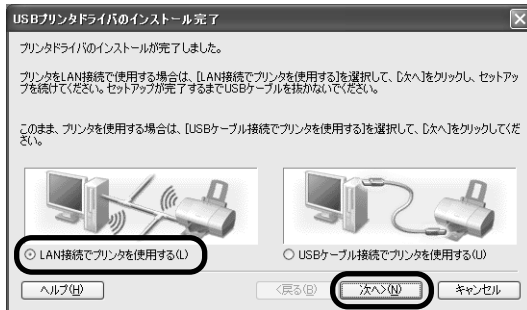 USBプリンタドライバのインストール完了
プリンタドライバのインストールが完了しました。
プリンタをLAN接続で使用する場合は、[LAN接続でプリンタを使用する]を選択して、[次へ]をクリックし、セットアッ
プを続けてください。セットアップが完了するまでUSBケーブルを抜かないでください。
このまま、プリンタを使用する場合は、[USBケーブル接続でプリンタを使用する]を選択して、[次へ]をクリックしてくだ
さい。
LAN接続でプリンタを使用する(L)
USBケーブル接続でプリンタを使用する(U)
ヘルプ(H)
<戻る(B)
次へ>(N)
キャンセル